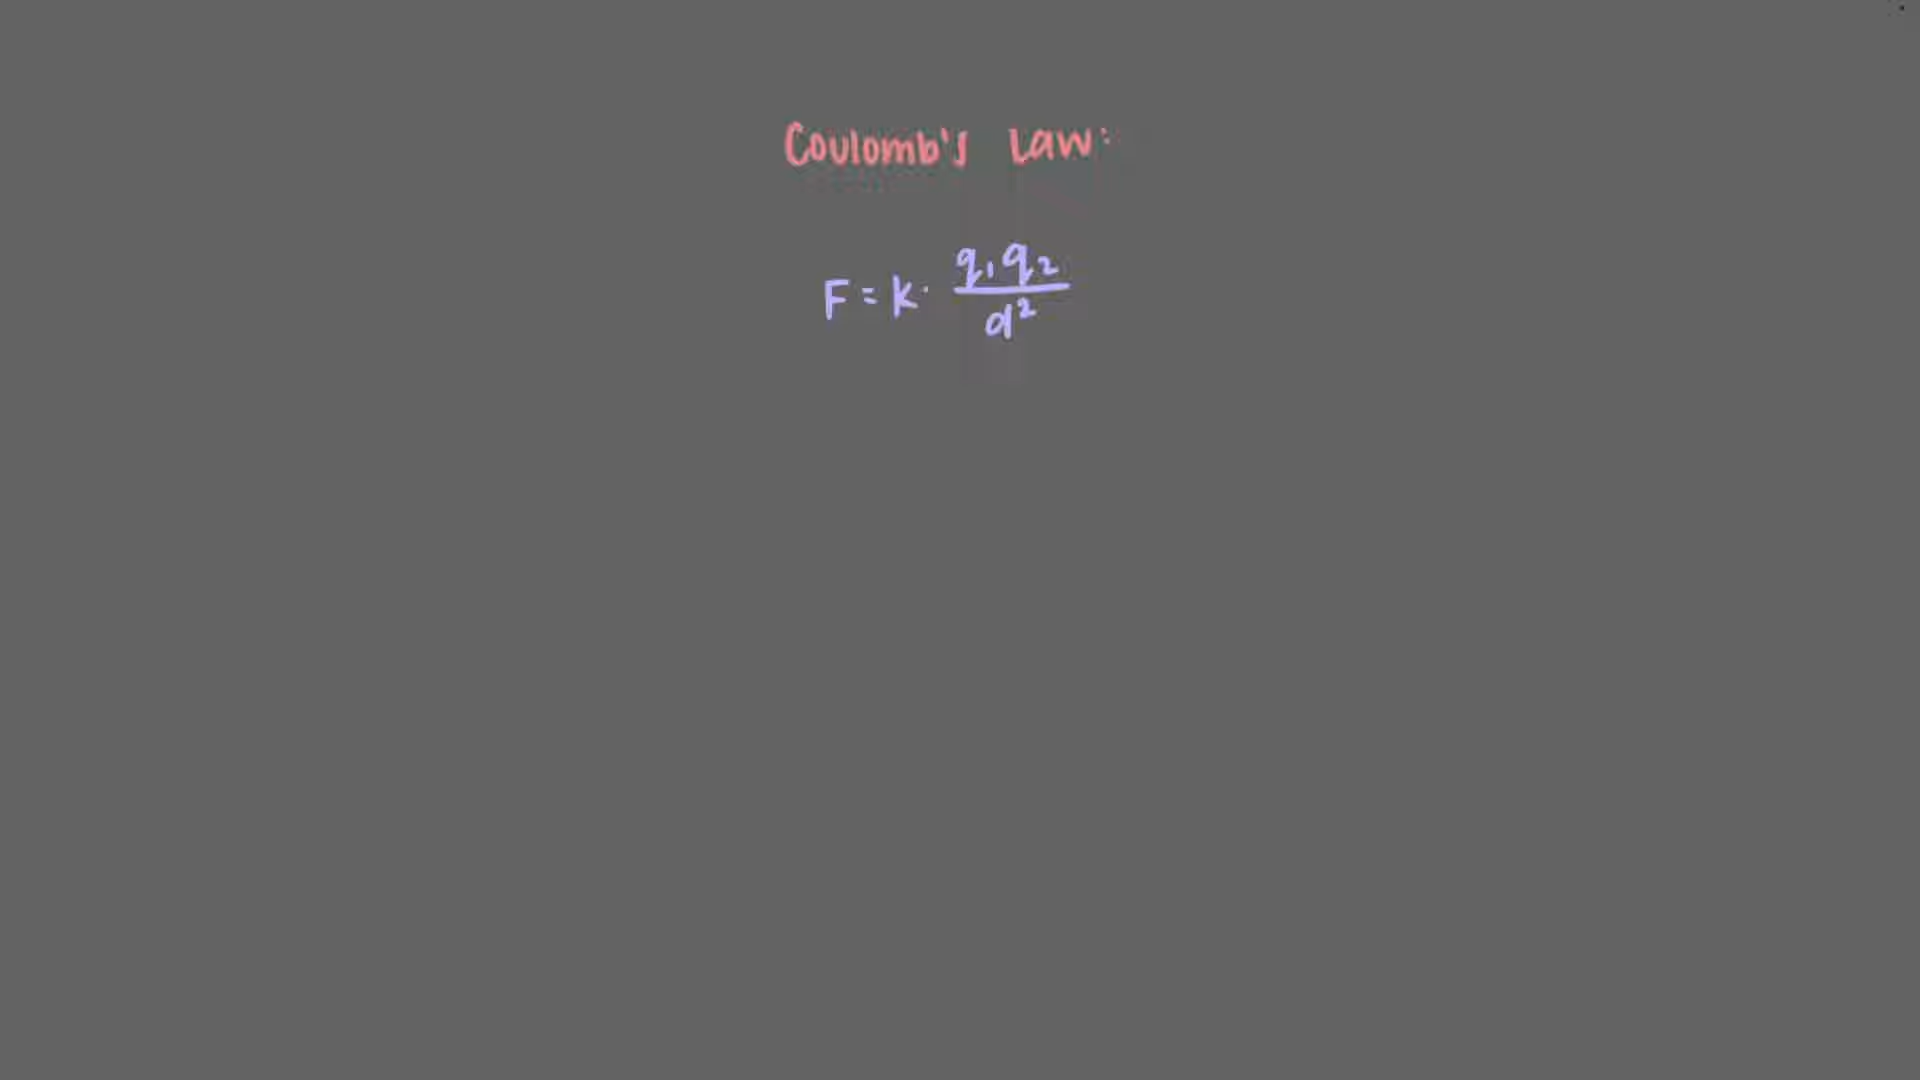 Coulomb's Law:
F = k · q₁q₂ / d²